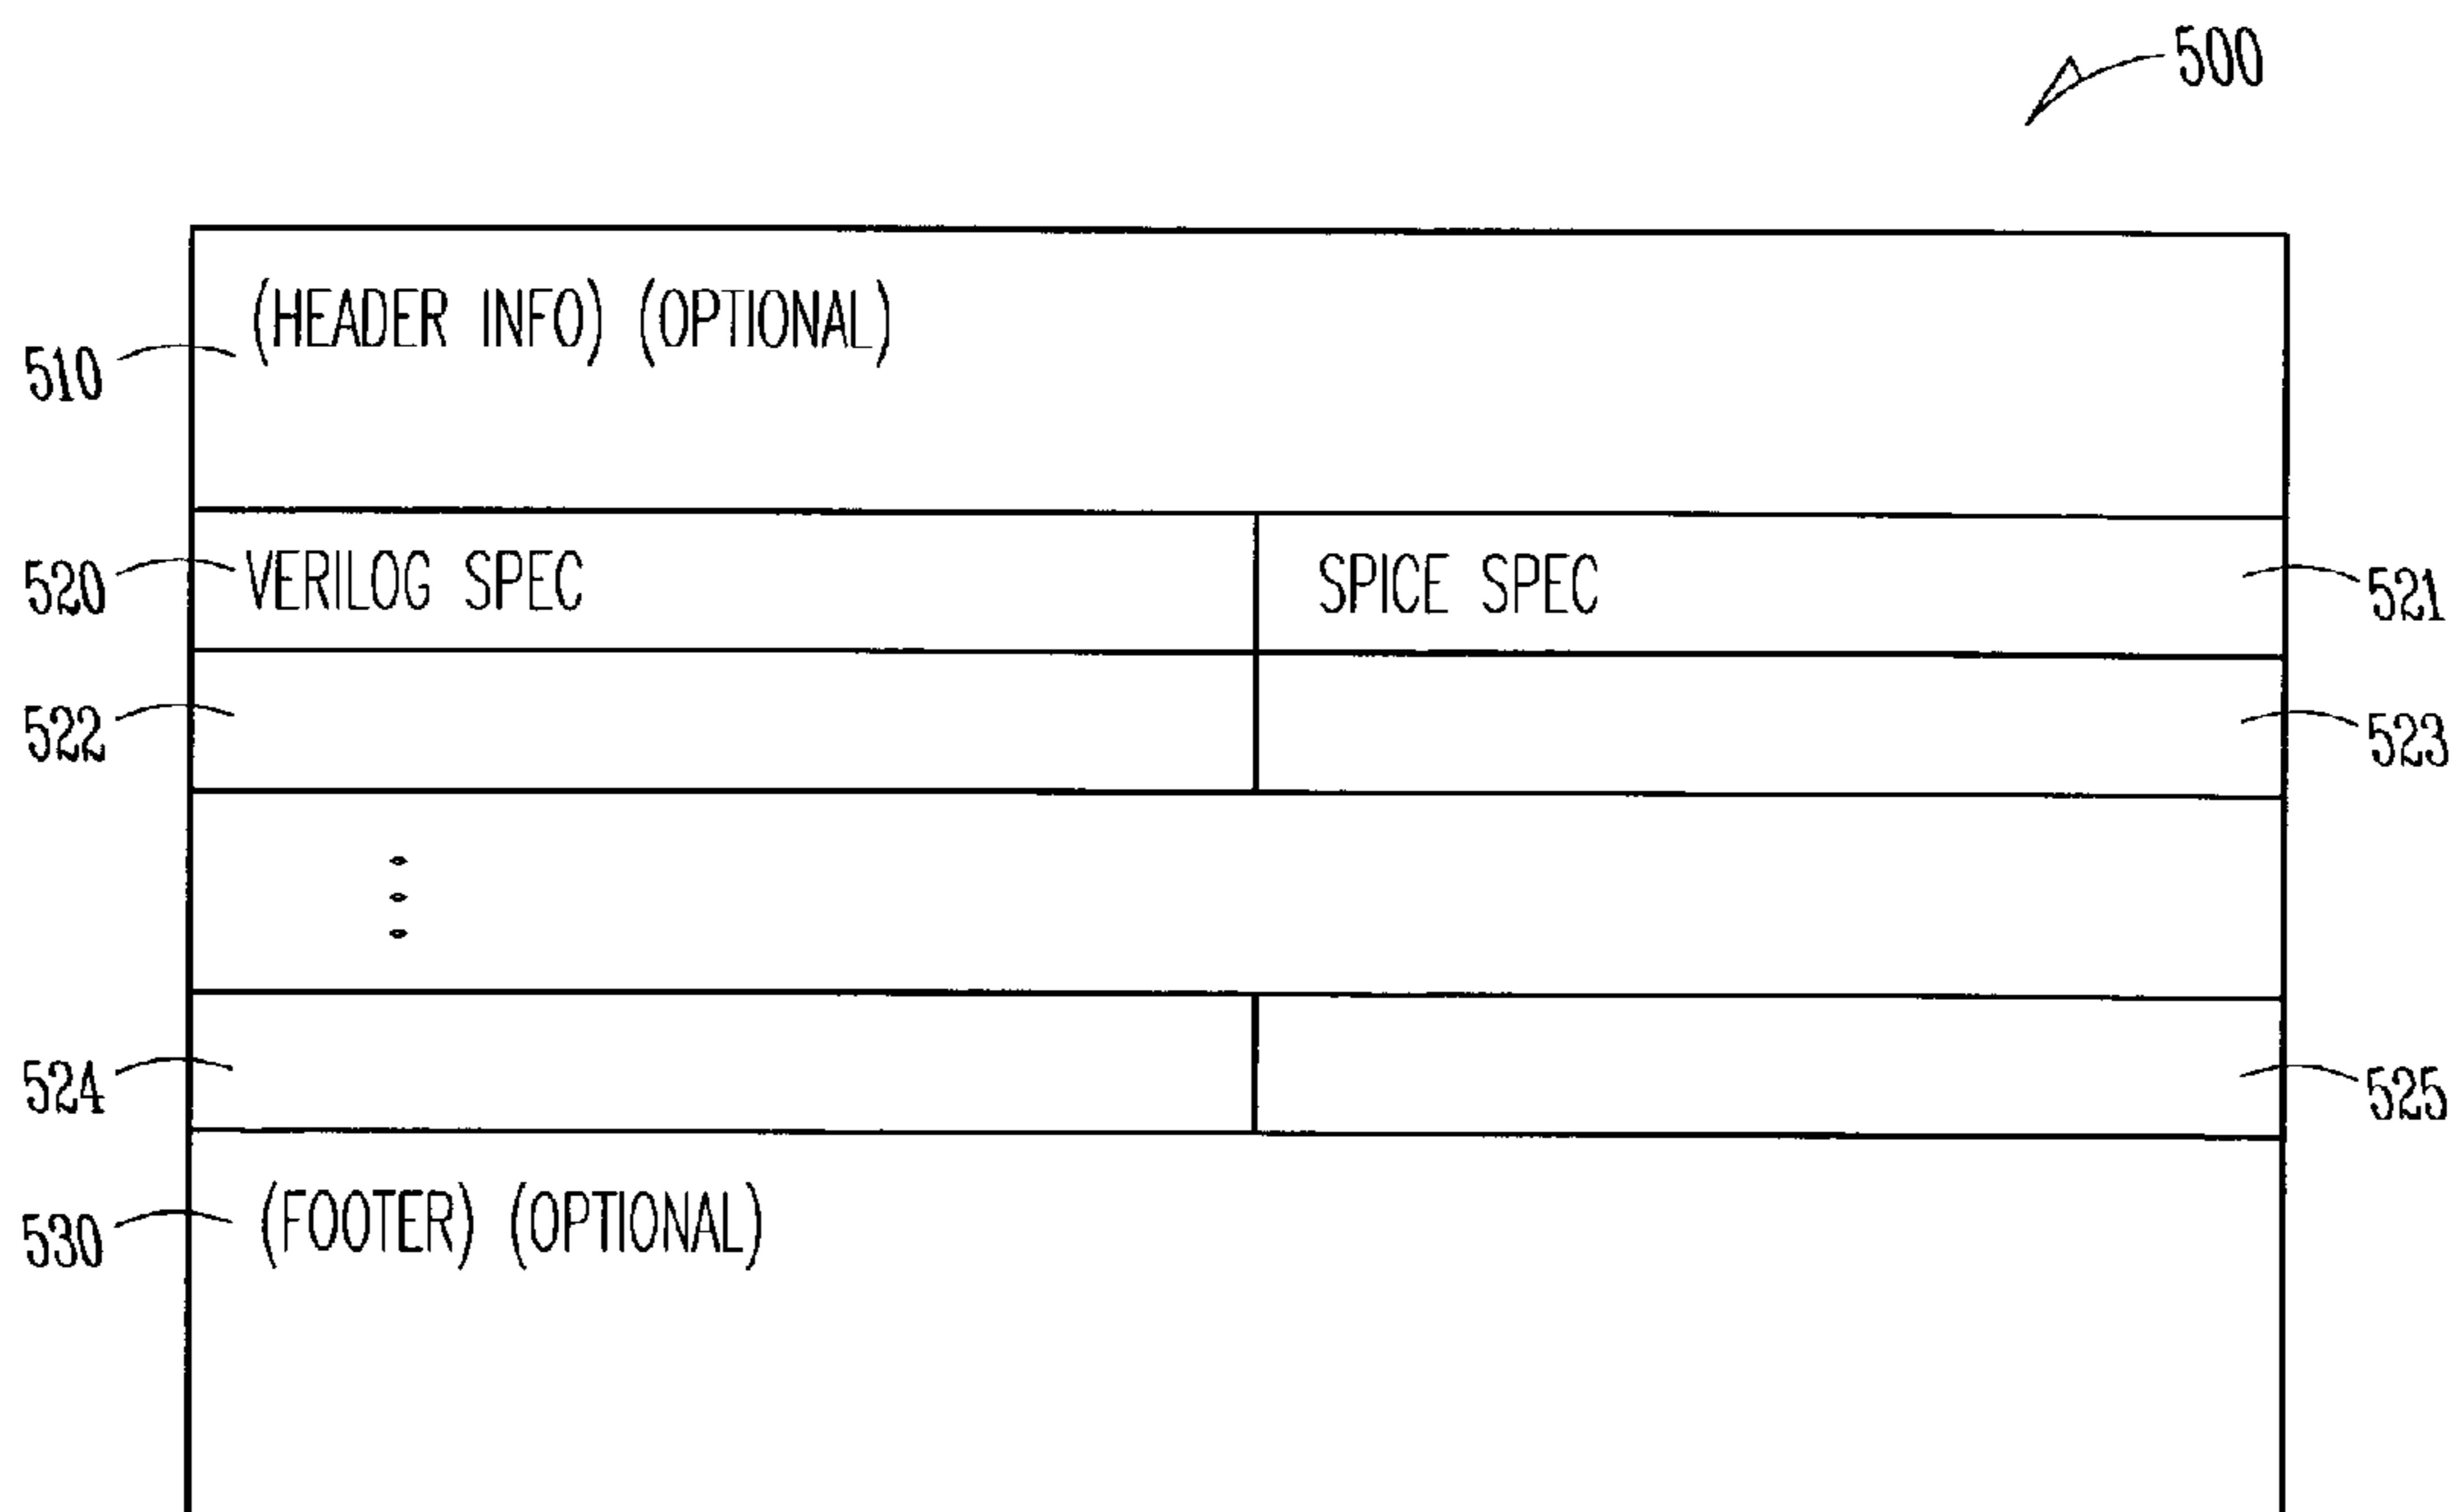 500
(HEADER INFO) (OPTIONAL)
510
520 VERILOG SPEC SPICE SPEC 521
522 523
524 525
530 (FOOTER) (OPTIONAL)